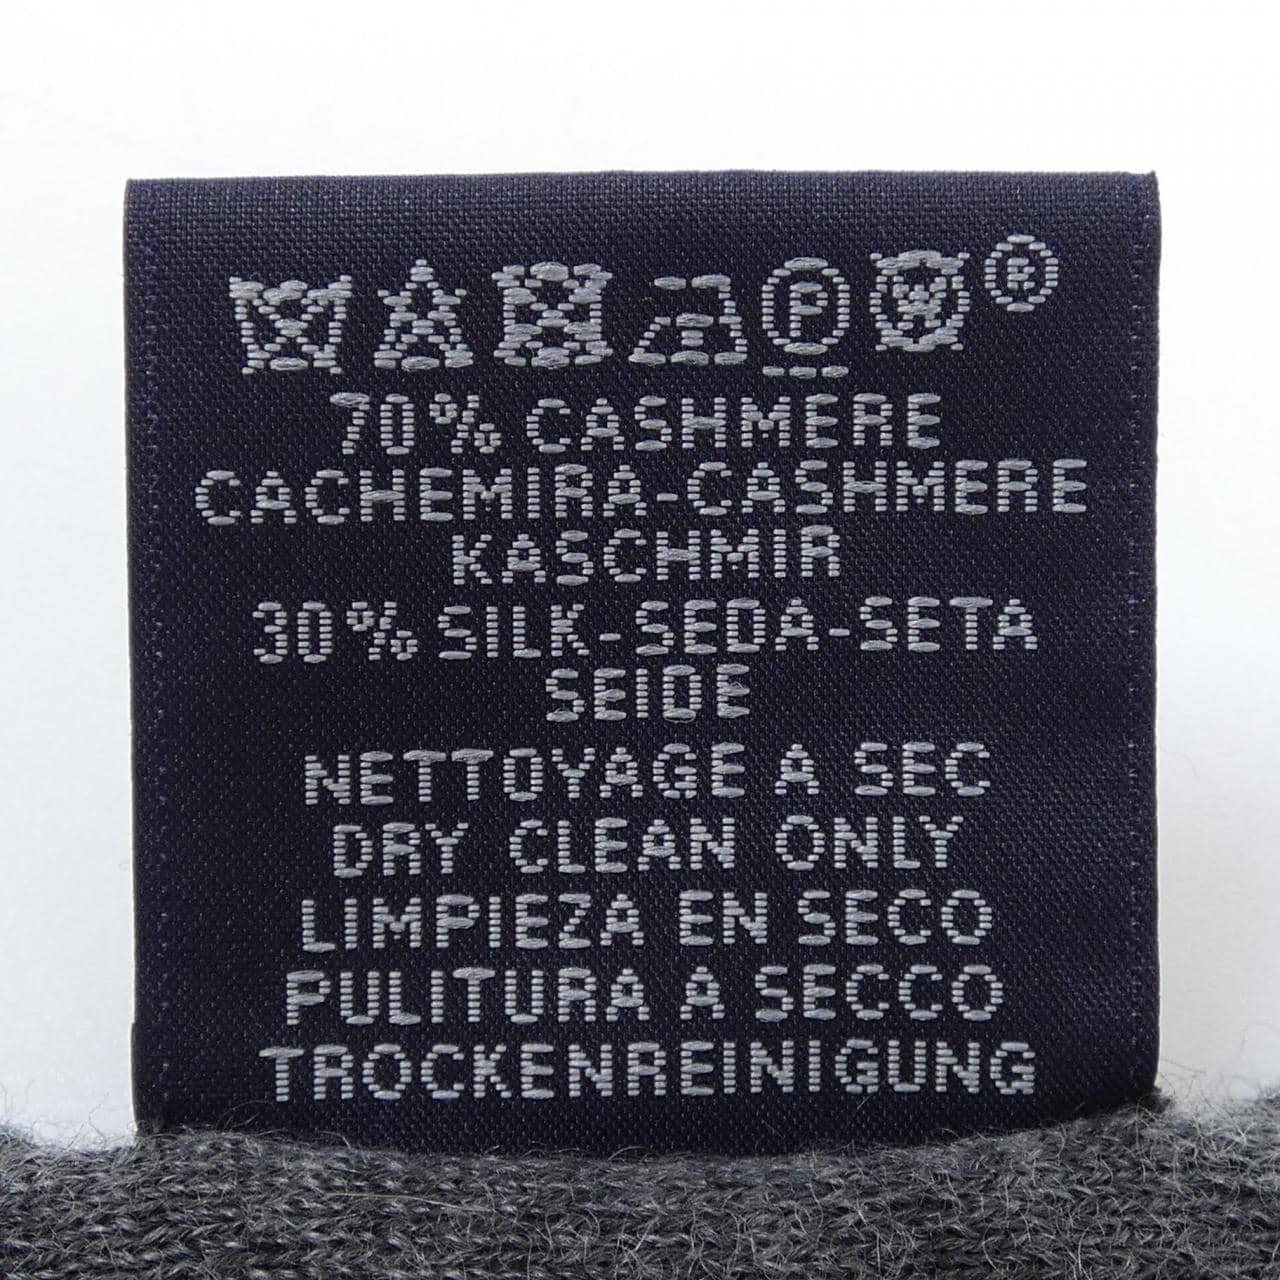 P W ®
70% CASHMERE
CACHEMIRA-CASHMERE
KASCHMIR
30% SILK-SEDA-SETA
SEIDE
NETTOYAGE A SEC
DRY CLEAN ONLY
LIMPIEZA EN SECO
PULITURA A SECCO
TROCKENREINIGUNG